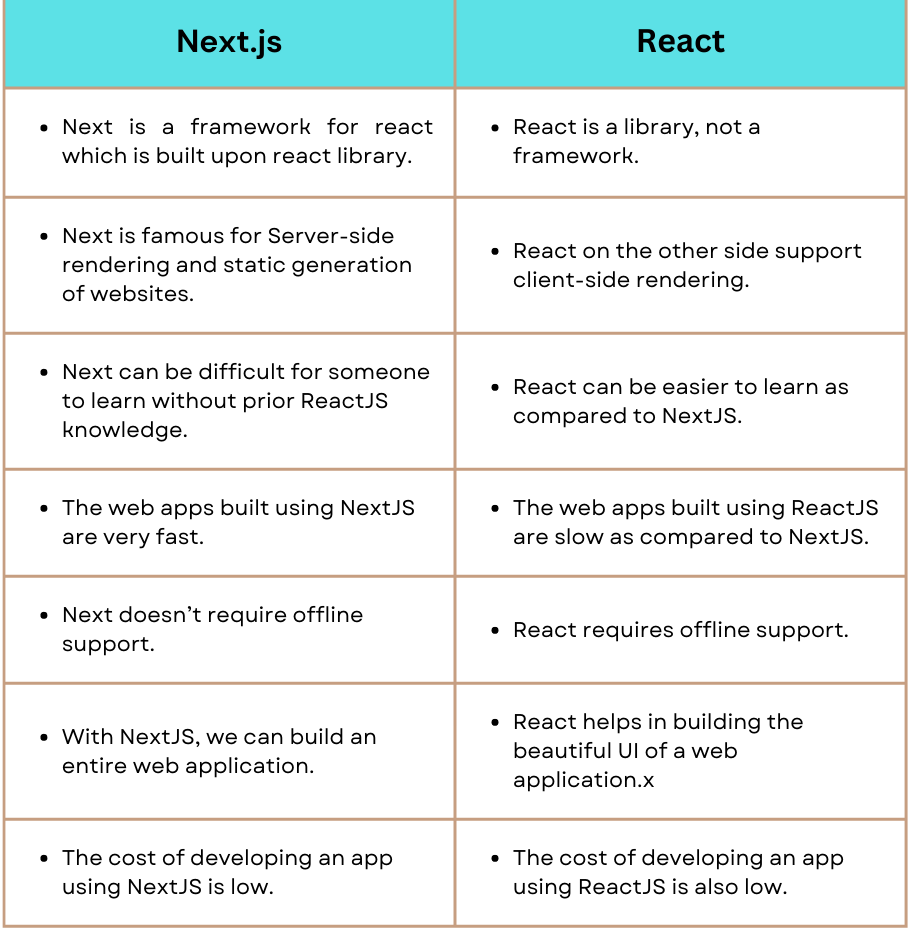 Next.js
React
• Next is a framework for react
which is built upon react library.
• React is a library, not a
framework.
• Next is famous for Server-side
rendering and static generation
of websites.
• React on the other side support
client-side rendering.
• Next can be difficult for someone
to learn without prior ReactJS
knowledge.
• React can be easier to learn as
compared to NextJS.
• The web apps built using NextJS
are very fast.
• The web apps built using ReactJS
are slow as compared to NextJS.
• Next doesn’t require offline
support.
• React requires offline support.
• With NextJS, we can build an
entire web application.
• React helps in building the
beautiful UI of a web
application.x
• The cost of developing an app
using NextJS is low.
• The cost of developing an app
using ReactJS is also low.